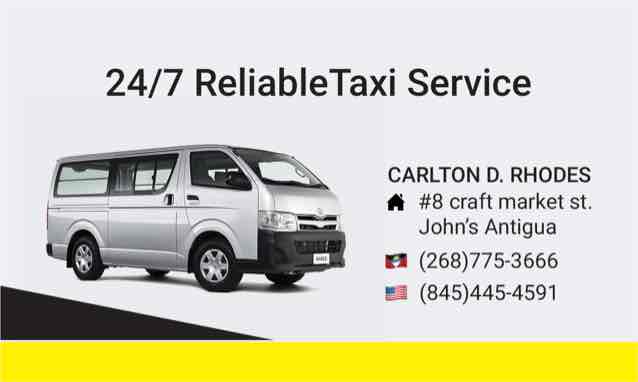 24/7 ReliableTaxi Service
CARLTON D. RHODES
#8 craft market st.
John's Antigua
(268)775-3666
(845)445-4591